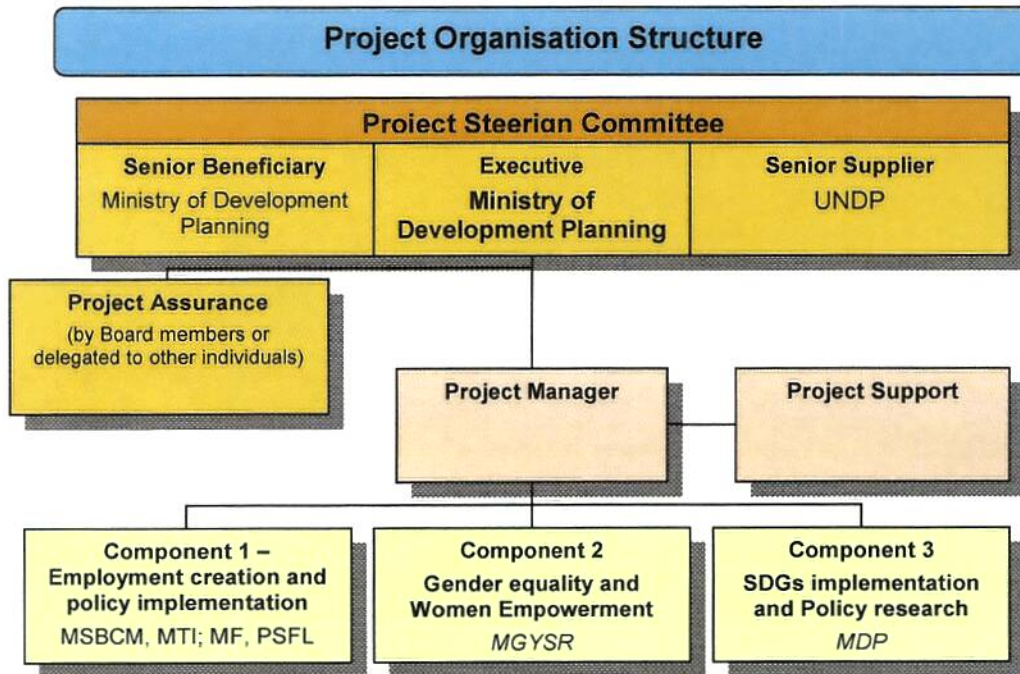 Project Organisation Structure
Project Steerian Committee
Senior Beneficiary
Ministry of Development
Planning
Executive
Ministry of
Development Planning
Senior Supplier
UNDP
Project Assurance
(by Board members or
delegated to other individuals)
Project Manager
Project Support
Component 1 –
Employment creation and
policy implementation
MSBCM, MTI; MF, PSFL
Component 2
Gender equality and
Women Empowerment
MGYSR
Component 3
SDGs implementation
and Policy research
MDP